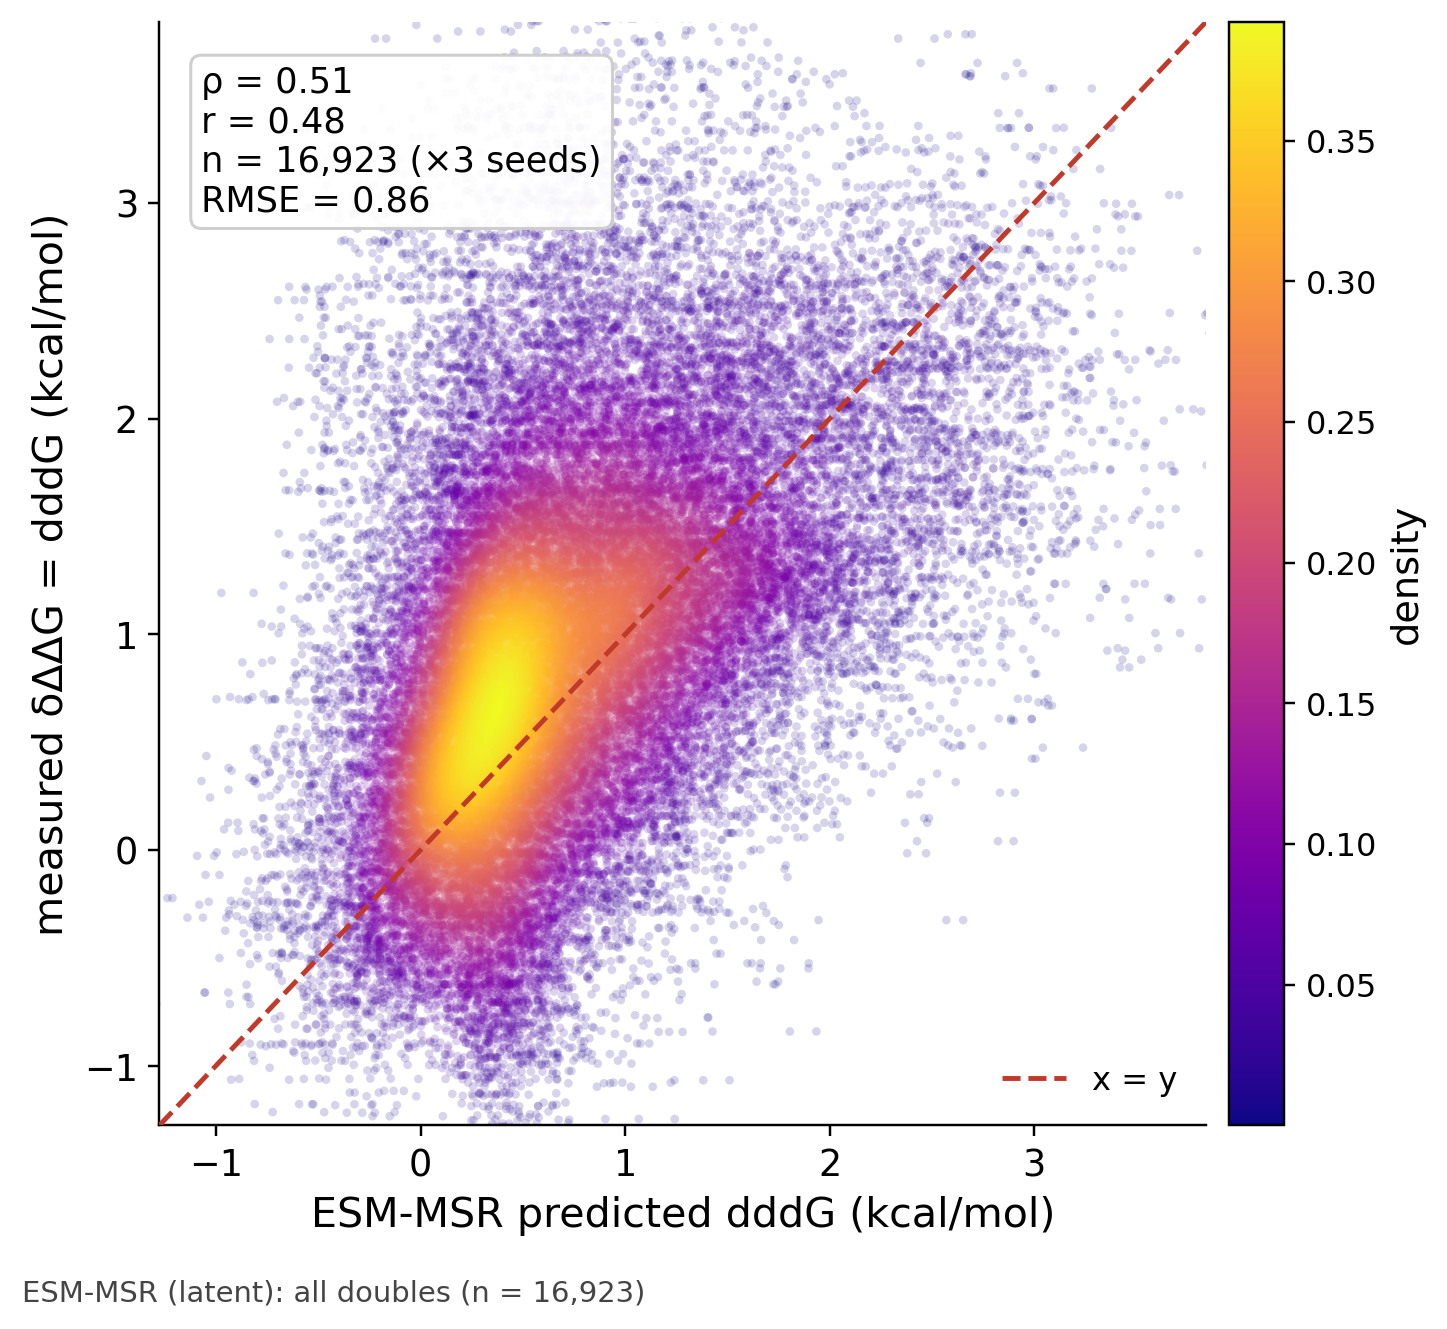 ρ = 0.51
r = 0.48
n = 16,923 (×3 seeds)
RMSE = 0.86
measured δΔΔG = dddG (kcal/mol)
3
2
1
0
−1
−1
0
1
2
3
ESM-MSR predicted dddG (kcal/mol)
x = y
0.35
0.30
0.25
0.20
0.15
0.10
0.05
density
ESM-MSR (latent): all doubles (n = 16,923)